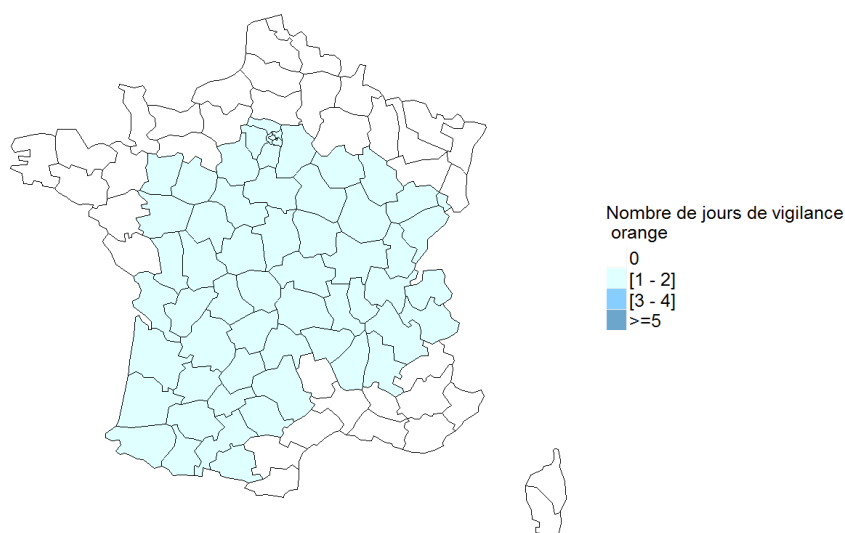 Nombre de jours de vigilance
orange
0
[1 - 2]
[3 - 4]
>=5